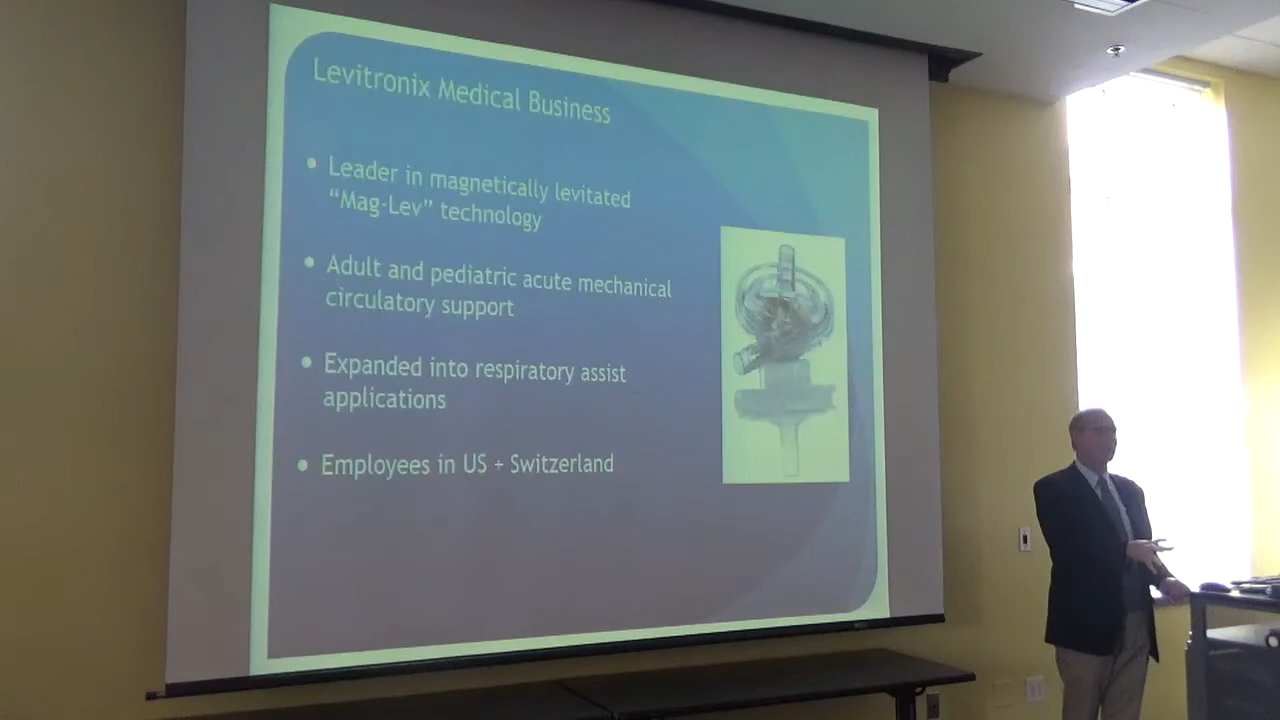 Levitronix Medical Business
• Leader in magnetically levitated
“Mag-Lev” technology
• Adult and pediatric acute mechanical
circulatory support
• Expanded into respiratory assist
applications
• Employees in US + Switzerland